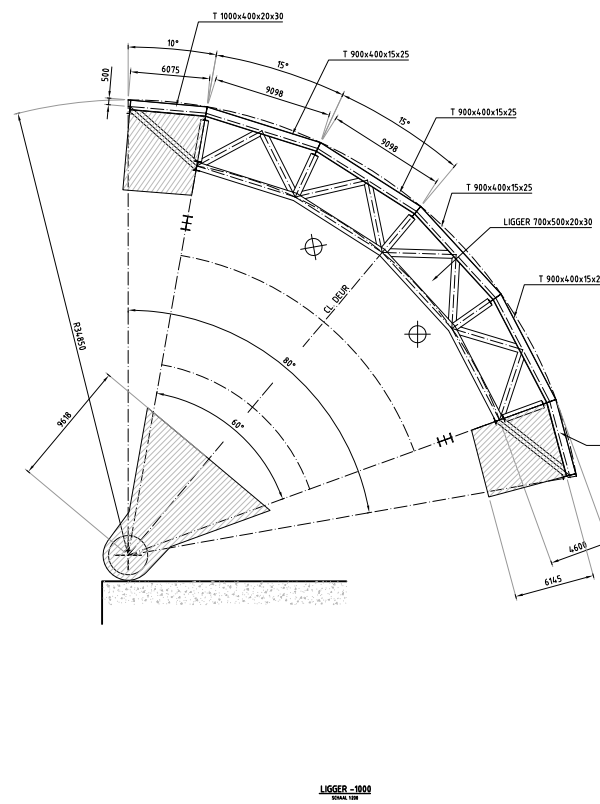 T 1000x400x20x30
10°
T 900x400x15x25
15°
6075
500
9098
15°
9098
T 900x400x15x25
T 900x400x15x25
LIGGER 700x500x20x30
T 900x400x15x2
CL DEUR
R34850
80°
9618
60°
4600
6145
LIGGER -1000